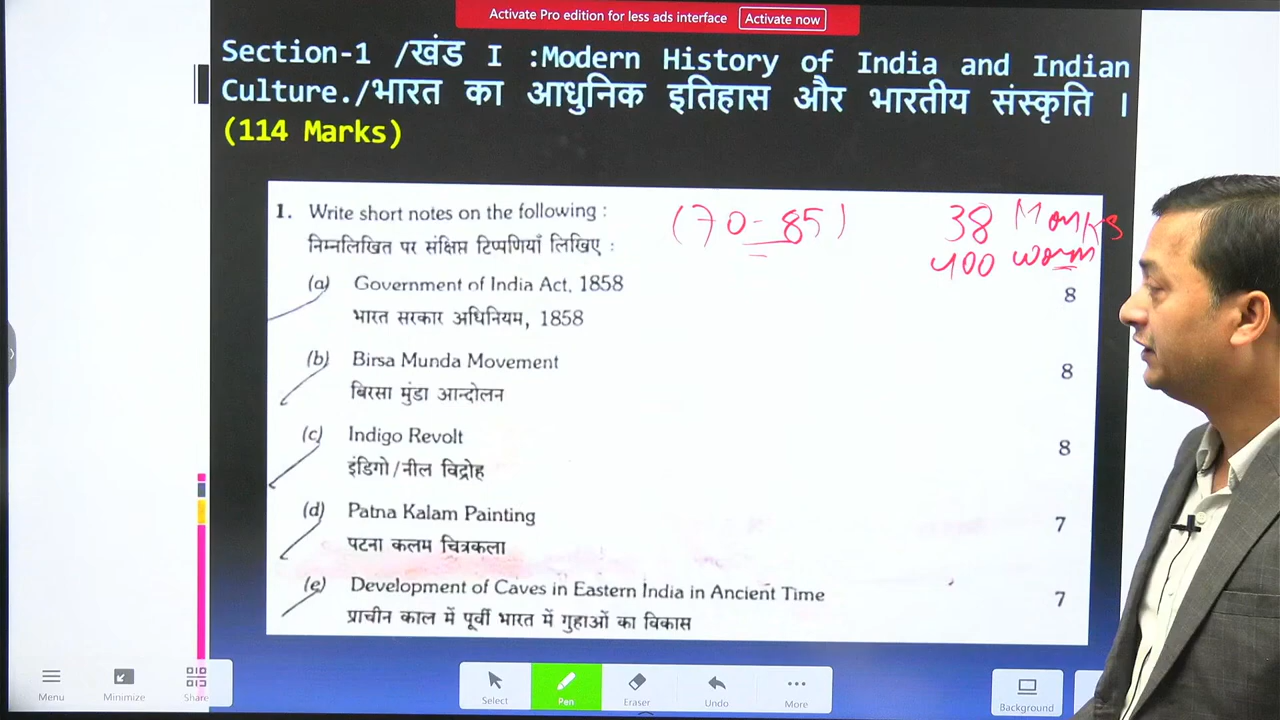 Activate Pro edition for less ads interface Activate now
Section-1 /खंड I :Modern History of India and Indian
Culture./भारत का आधुनिक इतिहास और भारतीय संस्कृति ।
(114 Marks)
1. Write short notes on the following : (70-85) 38 Marks
निम्नलिखित पर संक्षिप्त टिप्पणियाँ लिखिए : 400
(a) Government of India Act, 1858 8
भारत सरकार अधिनियम, 1858
(b) Birsa Munda Movement 8
बिरसा मुंडा आन्दोलन
(c) Indigo Revolt 8
इंडिगो/नील विद्रोह
(d) Patna Kalam Painting 7
पटना कलम चित्रकला
(e) Development of Caves in Eastern India in Ancient Time 7
प्राचीन काल में पूर्वी भारत में गुहाओं का विकास
Menu Minimize Share Select Pen Eraser Undo More Background